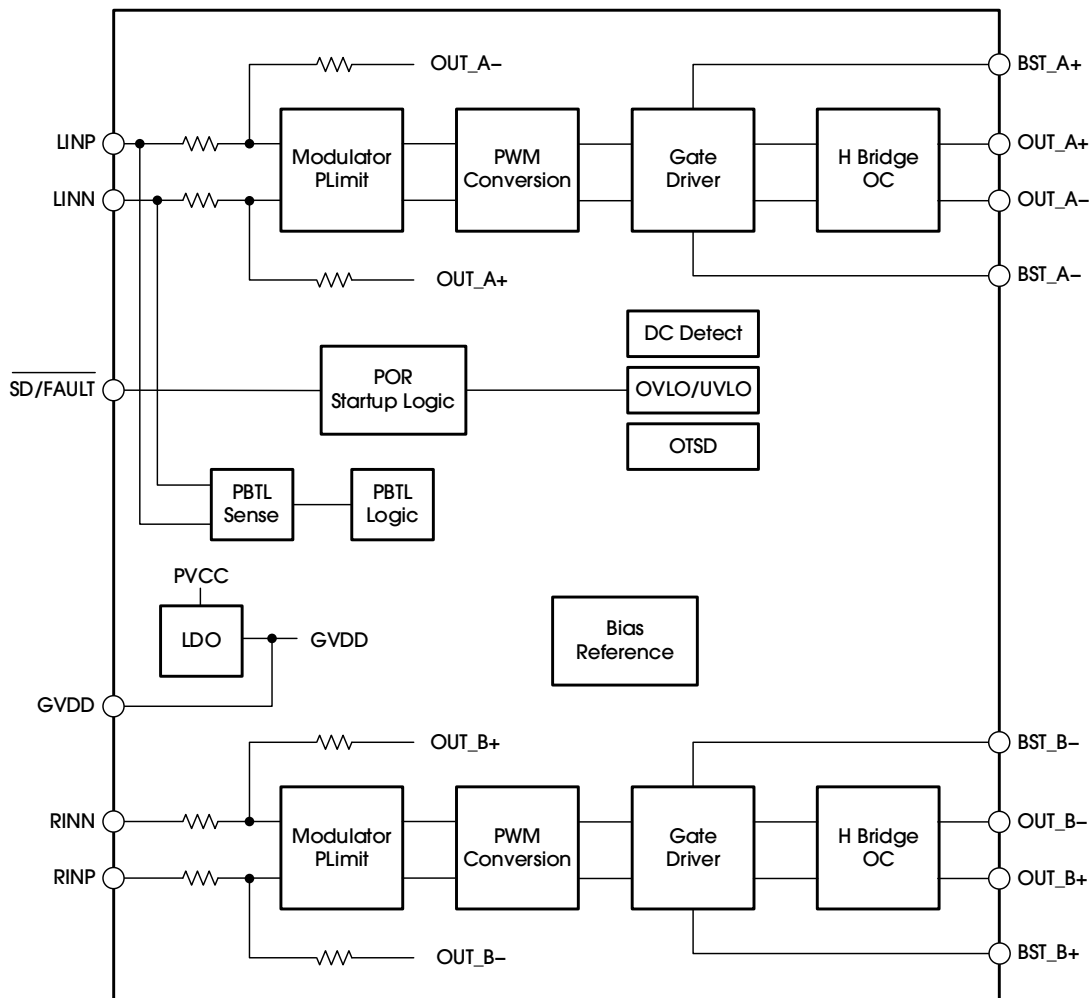 OUT_A−
BST_A+
LINP
Modulator
PLimit
PWM
Conversion
Gate
Driver
H Bridge
OC
OUT_A+
LINN
OUT_A−
OUT_A+
BST_A−
DC Detect
SD/FAULT
POR
Startup Logic
OVLO/UVLO
OTSD
PBTL
Sense
PBTL
Logic
PVCC
LDO
GVDD
Bias
Reference
GVDD
OUT_B+
BST_B−
RINN
Modulator
PLimit
PWM
Conversion
Gate
Driver
H Bridge
OC
OUT_B−
RINP
OUT_B+
OUT_B−
BST_B+